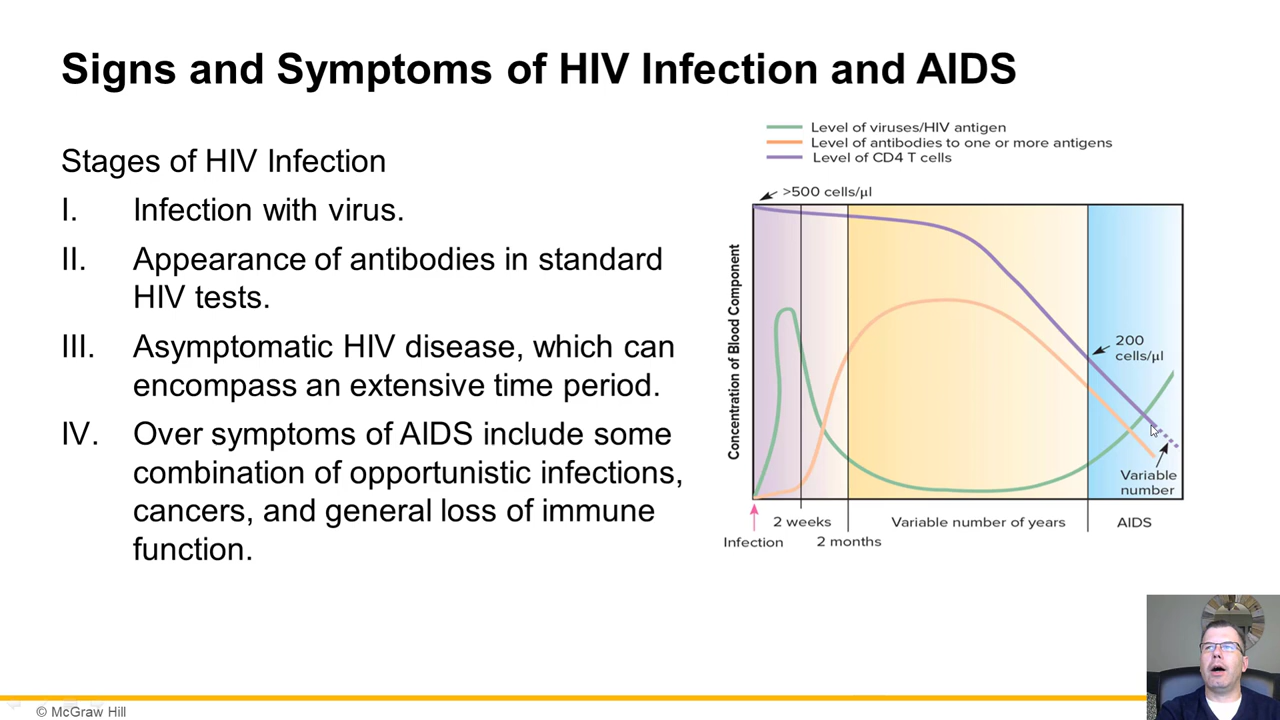 Signs and Symptoms of HIV Infection and AIDS
Stages of HIV Infection
I. Infection with virus.
II. Appearance of antibodies in standard
HIV tests.
III. Asymptomatic HIV disease, which can
encompass an extensive time period.
IV. Over symptoms of AIDS include some
combination of opportunistic infections,
cancers, and general loss of immune
function.
Level of viruses/HIV antigen
Level of antibodies to one or more antigens
Level of CD4 T cells
>500 cells/µl
Concentration of Blood Component
200
cells/µl
Variable
number
2 weeks
Variable number of years
AIDS
Infection
2 months
© McGraw Hill